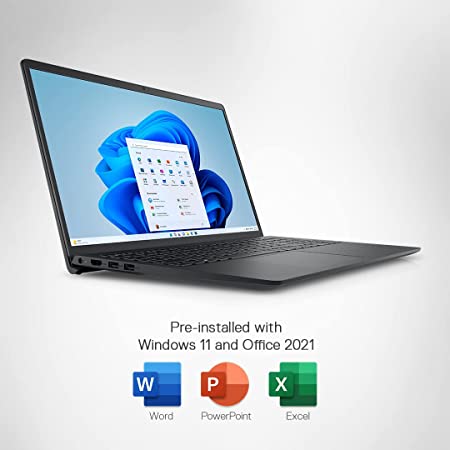 Pre-installed with
Windows 11 and Office 2021
W
P
X
Word
PowerPoint
Excel